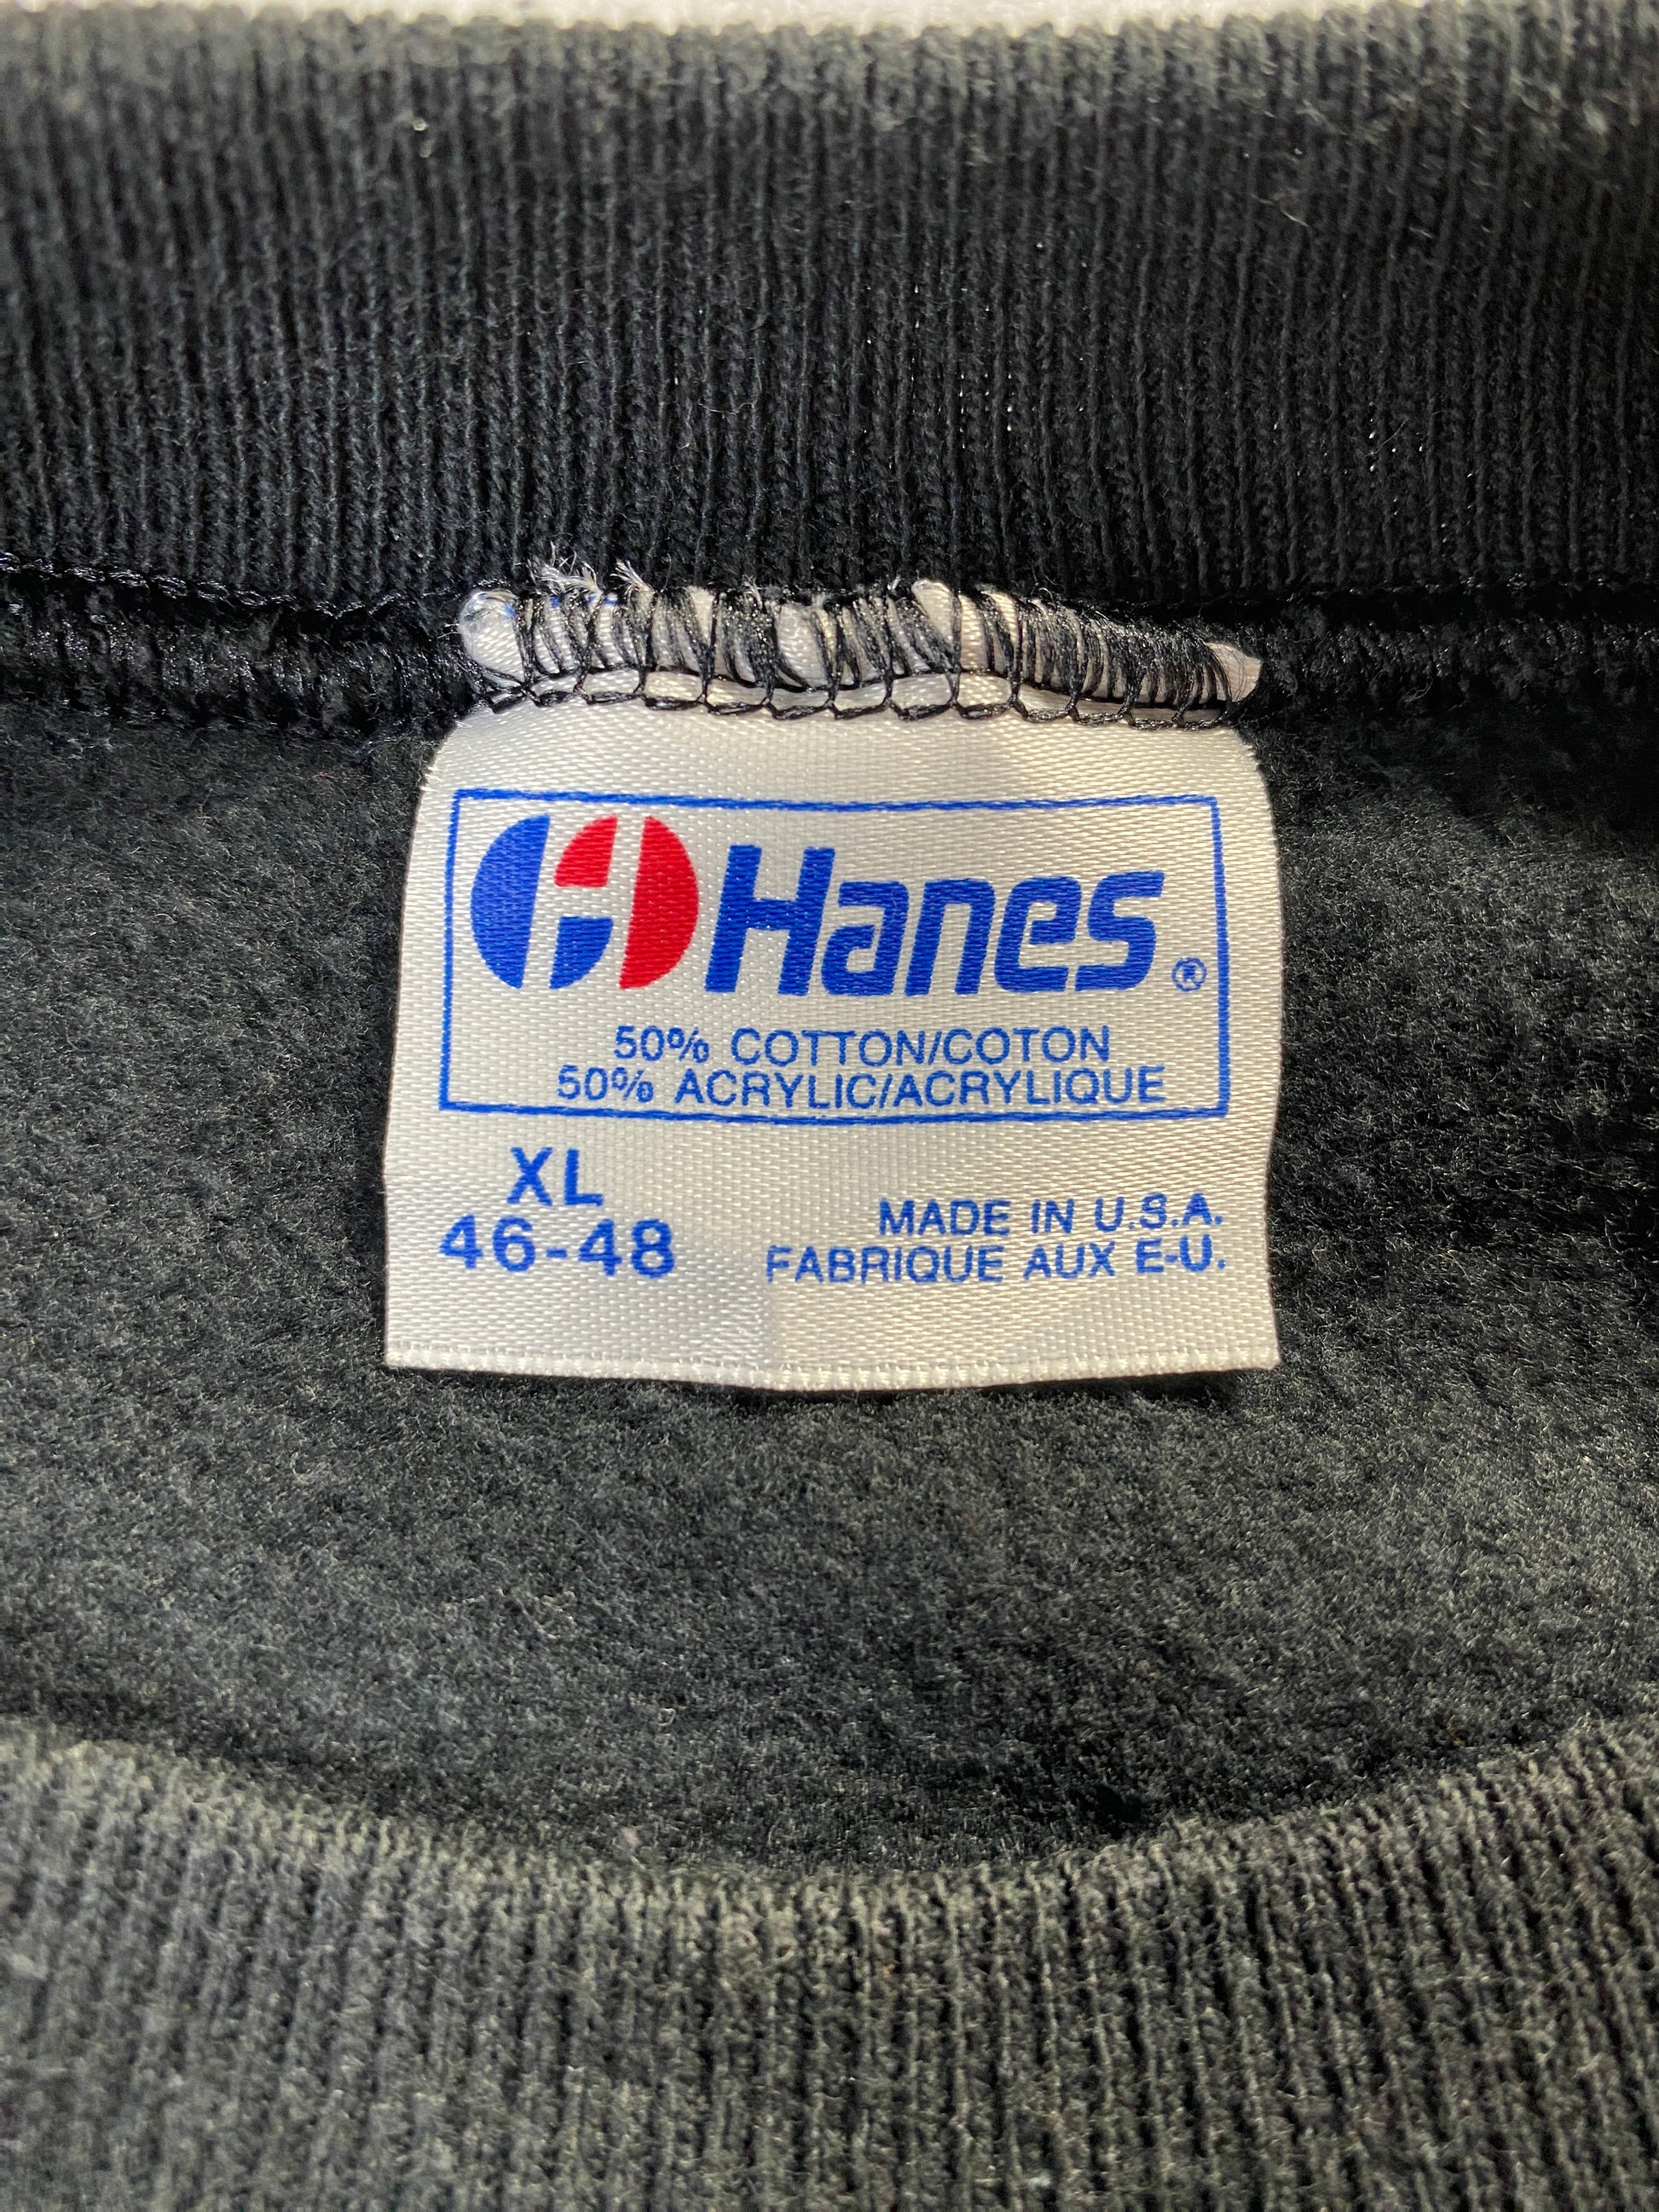 Hanes®
50% COTTON/COTON
50% ACRYLIC/ACRYLIQUE
XL
46-48
MADE IN U.S.A.
FABRIQUE AUX E-U.